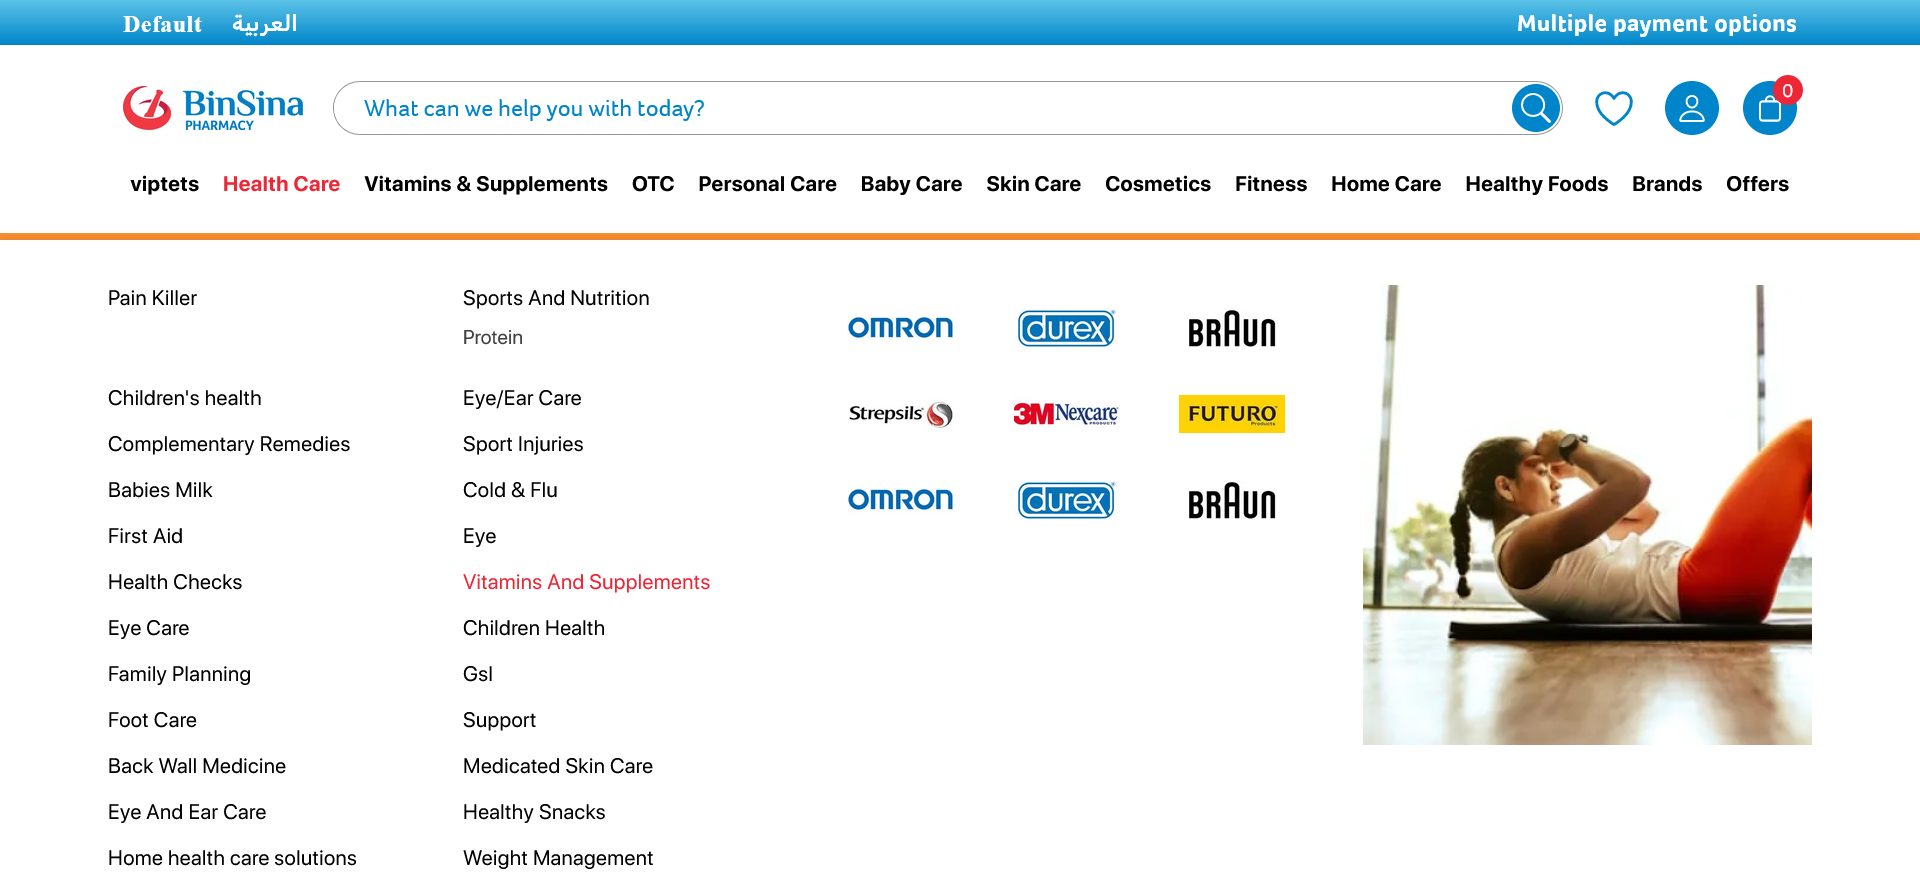 Default العربية Multiple payment options
BinSina
PHARMACY
What can we help you with today?
0
viptets Health Care Vitamins & Supplements OTC Personal Care Baby Care Skin Care Cosmetics Fitness Home Care Healthy Foods Brands Offers
Pain Killer
Children's health
Complementary Remedies
Babies Milk
First Aid
Health Checks
Eye Care
Family Planning
Foot Care
Back Wall Medicine
Eye And Ear Care
Home health care solutions
Sports And Nutrition
Protein
Eye/Ear Care
Sport Injuries
Cold & Flu
Eye
Vitamins And Supplements
Children Health
Gsl
Support
Medicated Skin Care
Healthy Snacks
Weight Management
OMRON durex BRAUN
Strepsils 3M Nexcare PRODUCTS FUTURO Products
OMRON durex BRAUN